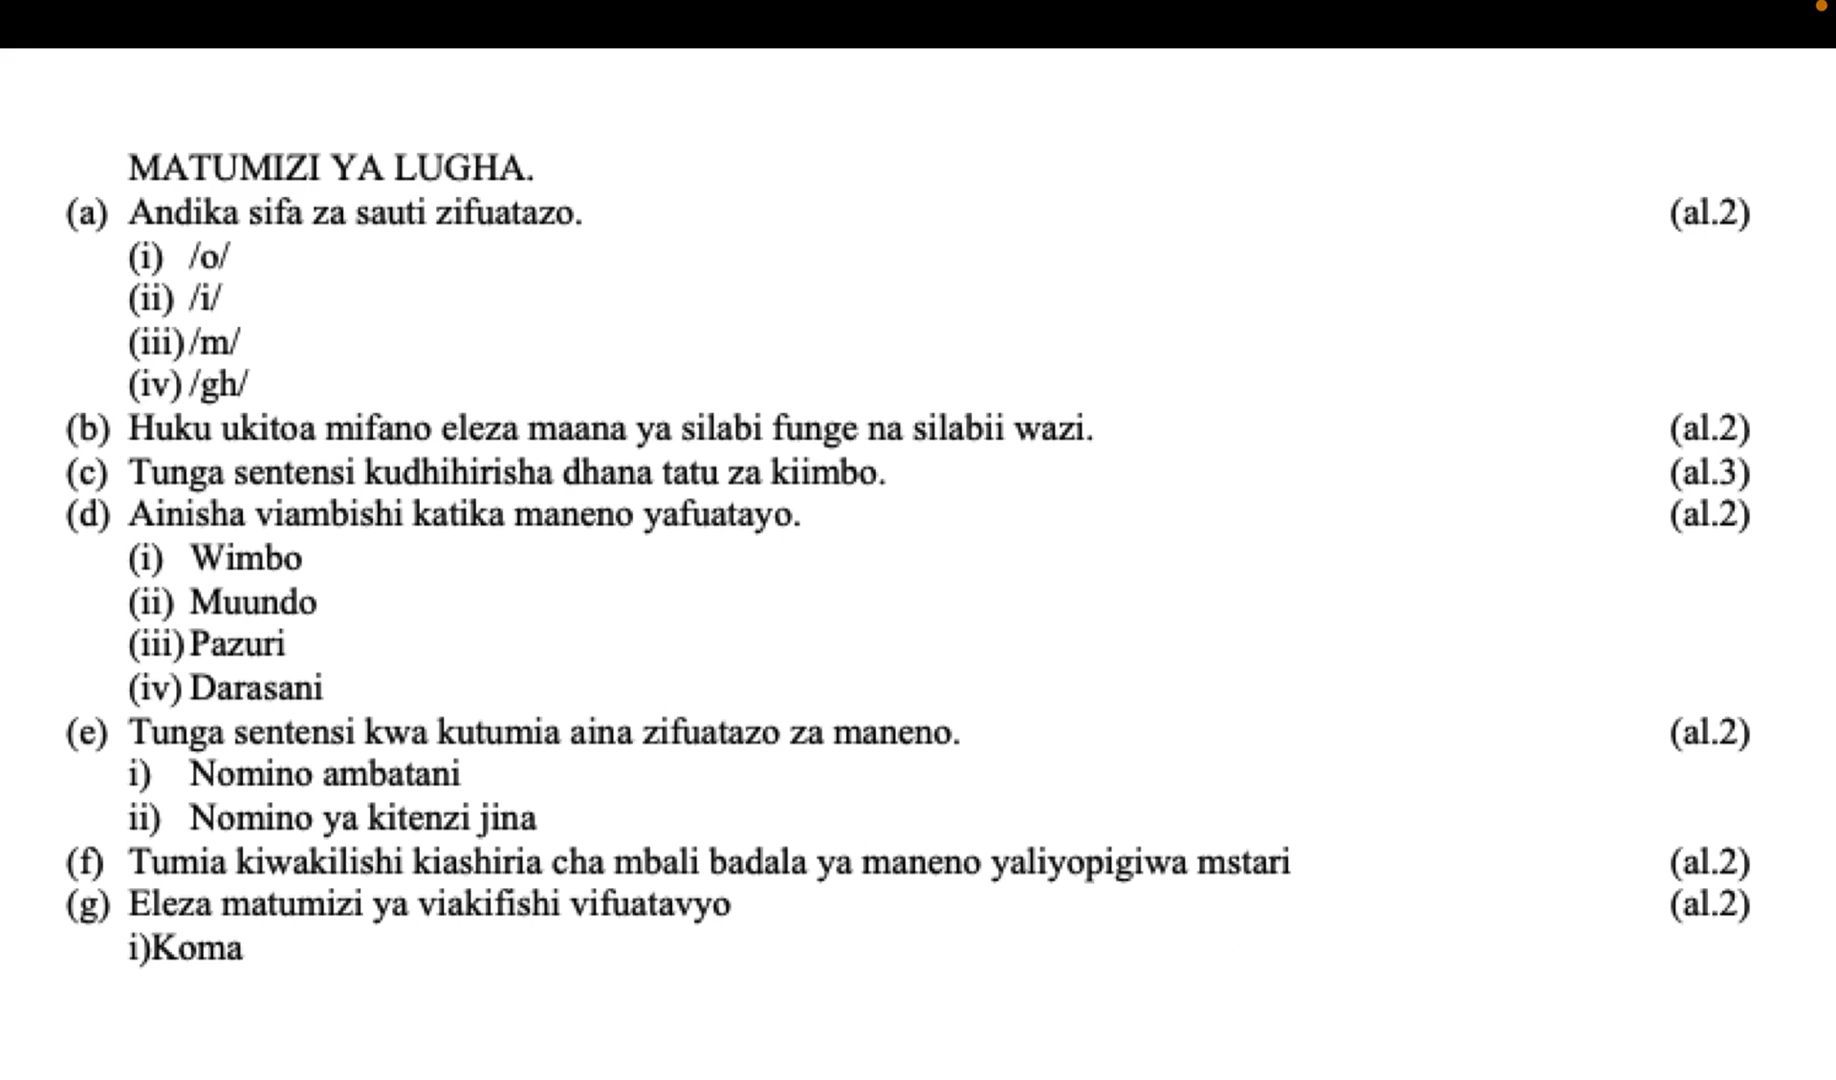 MATUMIZI YA LUGHA.
(a) Andika sifa za sauti zifuatazo. (al.2)
(i) /o/
(ii) /i/
(iii) /m/
(iv) /gh/
(b) Huku ukitoa mifano eleza maana ya silabi funge na silabii wazi. (al.2)
(c) Tunga sentensi kudhihirisha dhana tatu za kiimbo. (al.3)
(d) Ainisha viambishi katika maneno yafuatayo. (al.2)
(i) Wimbo
(ii) Muundo
(iii) Pazuri
(iv) Darasani
(e) Tunga sentensi kwa kutumia aina zifuatazo za maneno. (al.2)
i) Nomino ambatani
ii) Nomino ya kitenzi jina
(f) Tumia kiwakilishi kiashiria cha mbali badala ya maneno yaliyopigiwa mstari (al.2)
(g) Eleza matumizi ya viakifishi vifuatavyo (al.2)
i)Koma